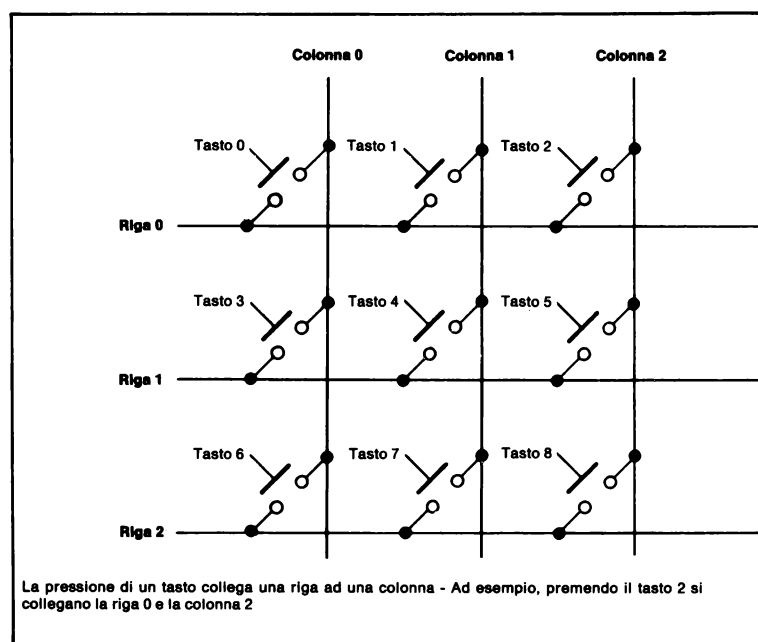 Colonna 0 Colonna 1 Colonna 2
Tasto 0 Tasto 1 Tasto 2
Riga 0
Tasto 3 Tasto 4 Tasto 5
Riga 1
Tasto 6 Tasto 7 Tasto 8
Riga 2
La pressione di un tasto collega una riga ad una colonna - Ad esempio, premendo il tasto 2 si
collegano la riga 0 e la colonna 2